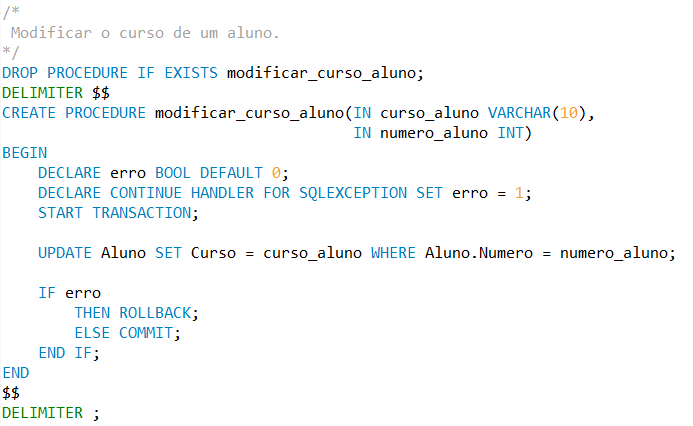 /*
 Modificar o curso de um aluno.
*/
DROP PROCEDURE IF EXISTS modificar_curso_aluno;
DELIMITER $$
CREATE PROCEDURE modificar_curso_aluno(IN curso_aluno VARCHAR(10),
                                       IN numero_aluno INT)
BEGIN
    DECLARE erro BOOL DEFAULT 0;
    DECLARE CONTINUE HANDLER FOR SQLEXCEPTION SET erro = 1;
    START TRANSACTION;

    UPDATE Aluno SET Curso = curso_aluno WHERE Aluno.Numero = numero_aluno;

    IF erro
        THEN ROLLBACK;
        ELSE COMMIT;
    END IF;
END
$$
DELIMITER ;